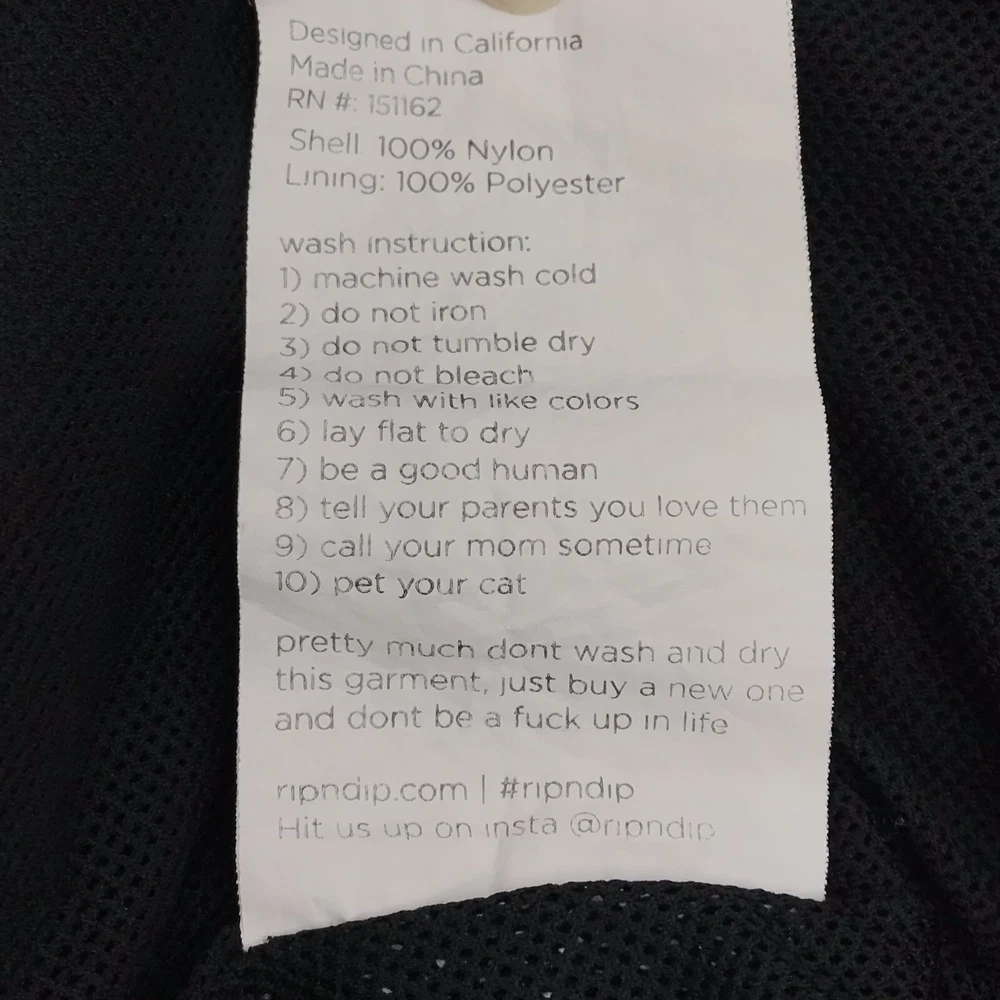 Designed in California
Made in China
RN #: 151162
Shell 100% Nylon
Lining: 100% Polyester
wash instruction:
1) machine wash cold
2) do not iron
3) do not tumble dry
4) do not bleach
5) wash with like colors
6) lay flat to dry
7) be a good human
8) tell your parents you love them
9) call your mom sometime
10) pet your cat
pretty much dont wash and dry
this garment, just buy a new one
and dont be a fuck up in life
ripndip.com | #ripndip
Hit us up on insta @ripndip